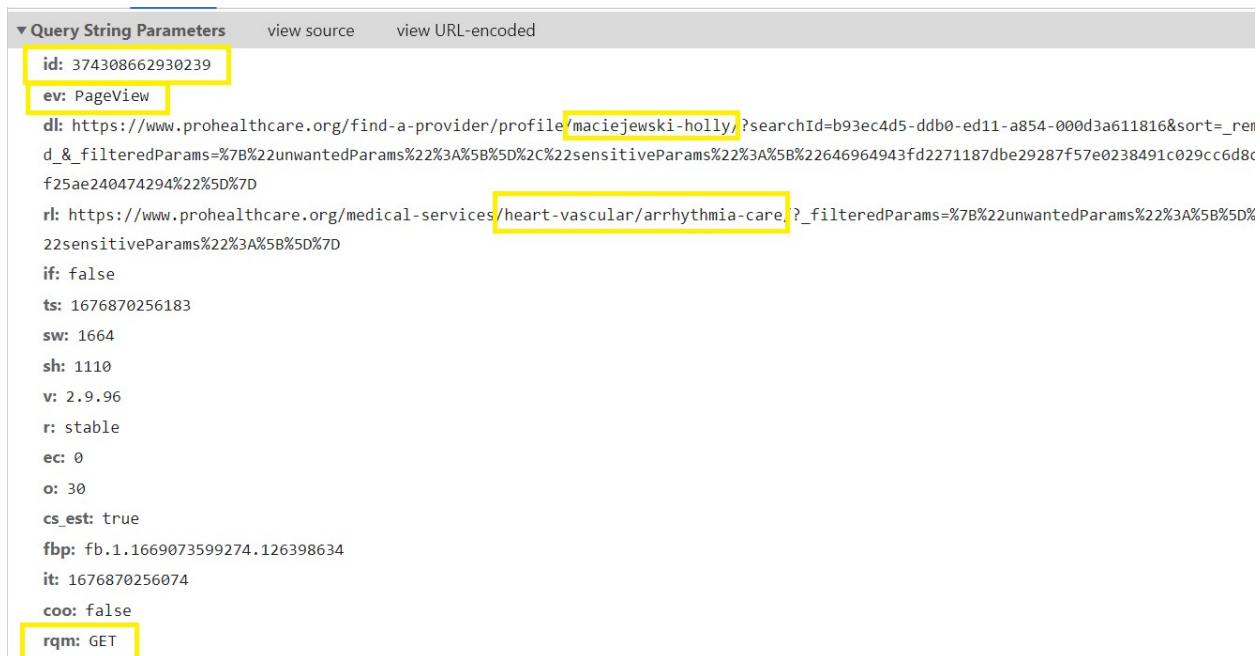 ▼ Query String Parameters view source view URL-encoded
id: 374308662930239
ev: PageView
dl: https://www.prohealthcare.org/find-a-provider/profile/maciejewski-holly/?searchId=b93ec4d5-ddb0-ed11-a854-000d3a611816&sort=_rem
d_&_filteredParams=%7B%22unwantedParams%22%3A%5B%5D%2C%22sensitiveParams%22%3A%5B%22646964943fd2271187dbe29287f57e0238491c029cc6d8c
f25ae240474294%22%5D%7D
rl: https://www.prohealthcare.org/medical-services/heart-vascular/arrhythmia-care/?_filteredParams=%7B%22unwantedParams%22%3A%5B%5D%
22sensitiveParams%22%3A%5B%5D%7D
if: false
ts: 1676870256183
sw: 1664
sh: 1110
v: 2.9.96
r: stable
ec: 0
o: 30
cs_est: true
fbp: fb.1.1669073599274.126398634
it: 1676870256074
coo: false
rqm: GET